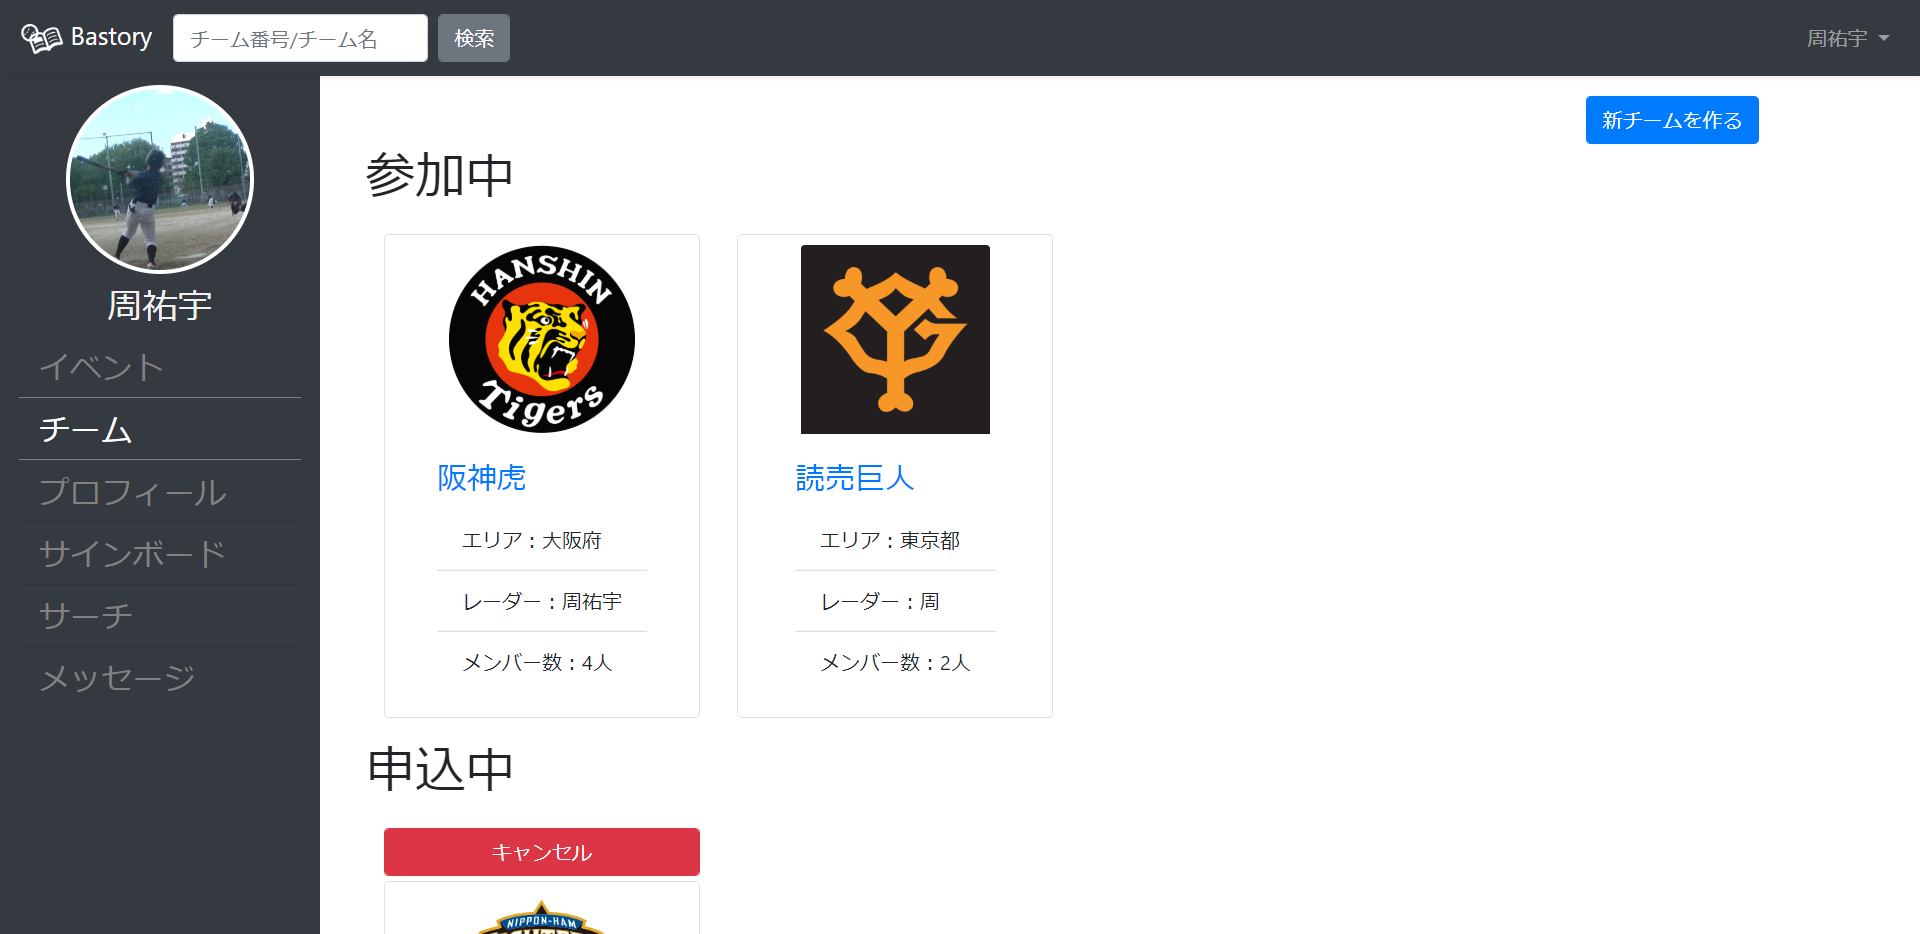 Bastory
チーム番号/チーム名
検索
周祐宇
周祐宇
イベント
チーム
プロフィール
サインボード
サーチ
メッセージ
新チームを作る
参加中
HANSHIN
Tigers
阪神虎
エリア：大阪府
レーダー：周祐宇
メンバー数：4人
読売巨人
エリア：東京都
レーダー：周
メンバー数：2人
申込中
キャンセル
NIPPON-HAM